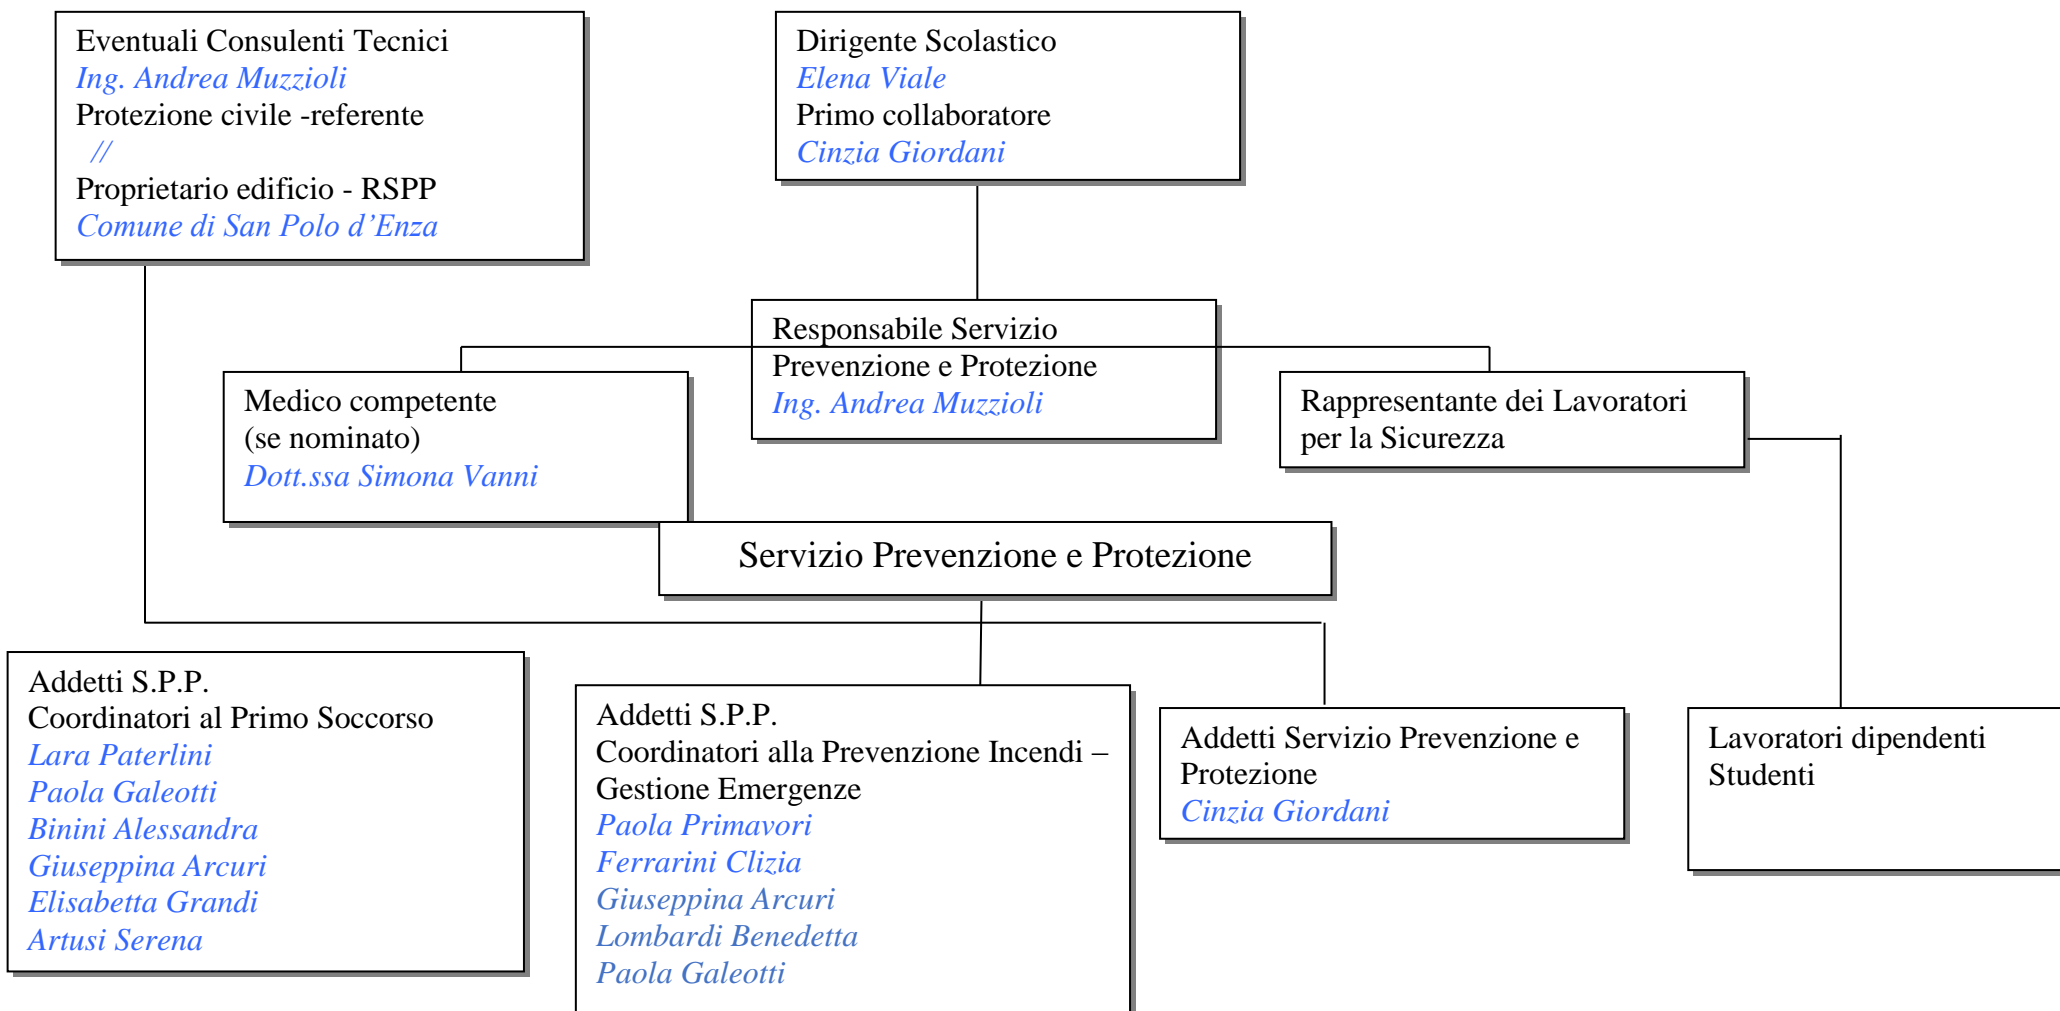 Eventuali Consulenti Tecnici
Ing. Andrea Muzzioli
Protezione civile -referente
//
Proprietario edificio - RSPP
Comune di San Polo d’Enza
Dirigente Scolastico
Elena Viale
Primo collaboratore
Cinzia Giordani
Responsabile Servizio
Prevenzione e Protezione
Ing. Andrea Muzzioli
Medico competente
(se nominato)
Dott.ssa Simona Vanni
Rappresentante dei Lavoratori
per la Sicurezza
Servizio Prevenzione e Protezione
Addetti S.P.P.
Coordinatori al Primo Soccorso
Lara Paterlini
Paola Galeotti
Binini Alessandra
Giuseppina Arcuri
Elisabetta Grandi
Artusi Serena
Addetti S.P.P.
Coordinatori alla Prevenzione Incendi –
Gestione Emergenze
Paola Primavori
Ferrarini Clizia
Giuseppina Arcuri
Lombardi Benedetta
Paola Galeotti
Addetti Servizio Prevenzione e
Protezione
Cinzia Giordani
Lavoratori dipendenti
Studenti